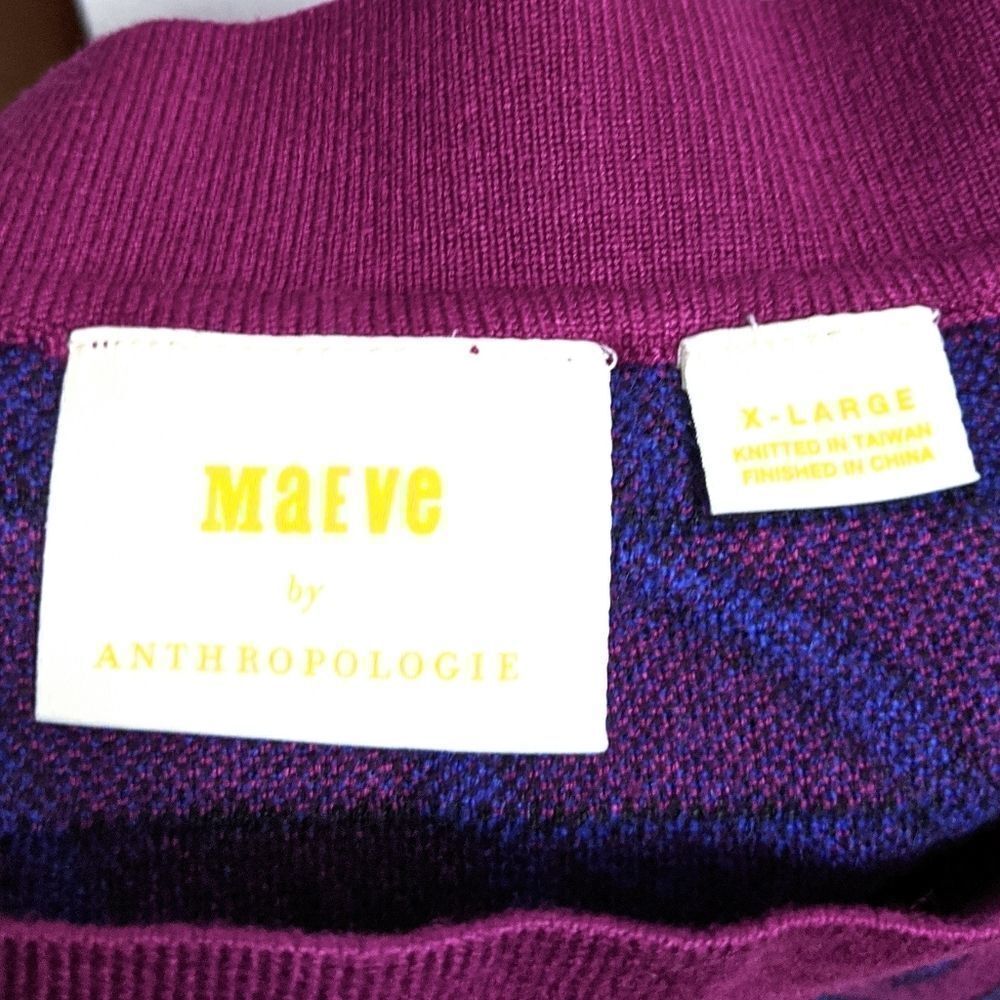 MaEVe
by
ANTHROPOLOGIE
X-LARGE
KNITTED IN TAIWAN
FINISHED IN CHINA